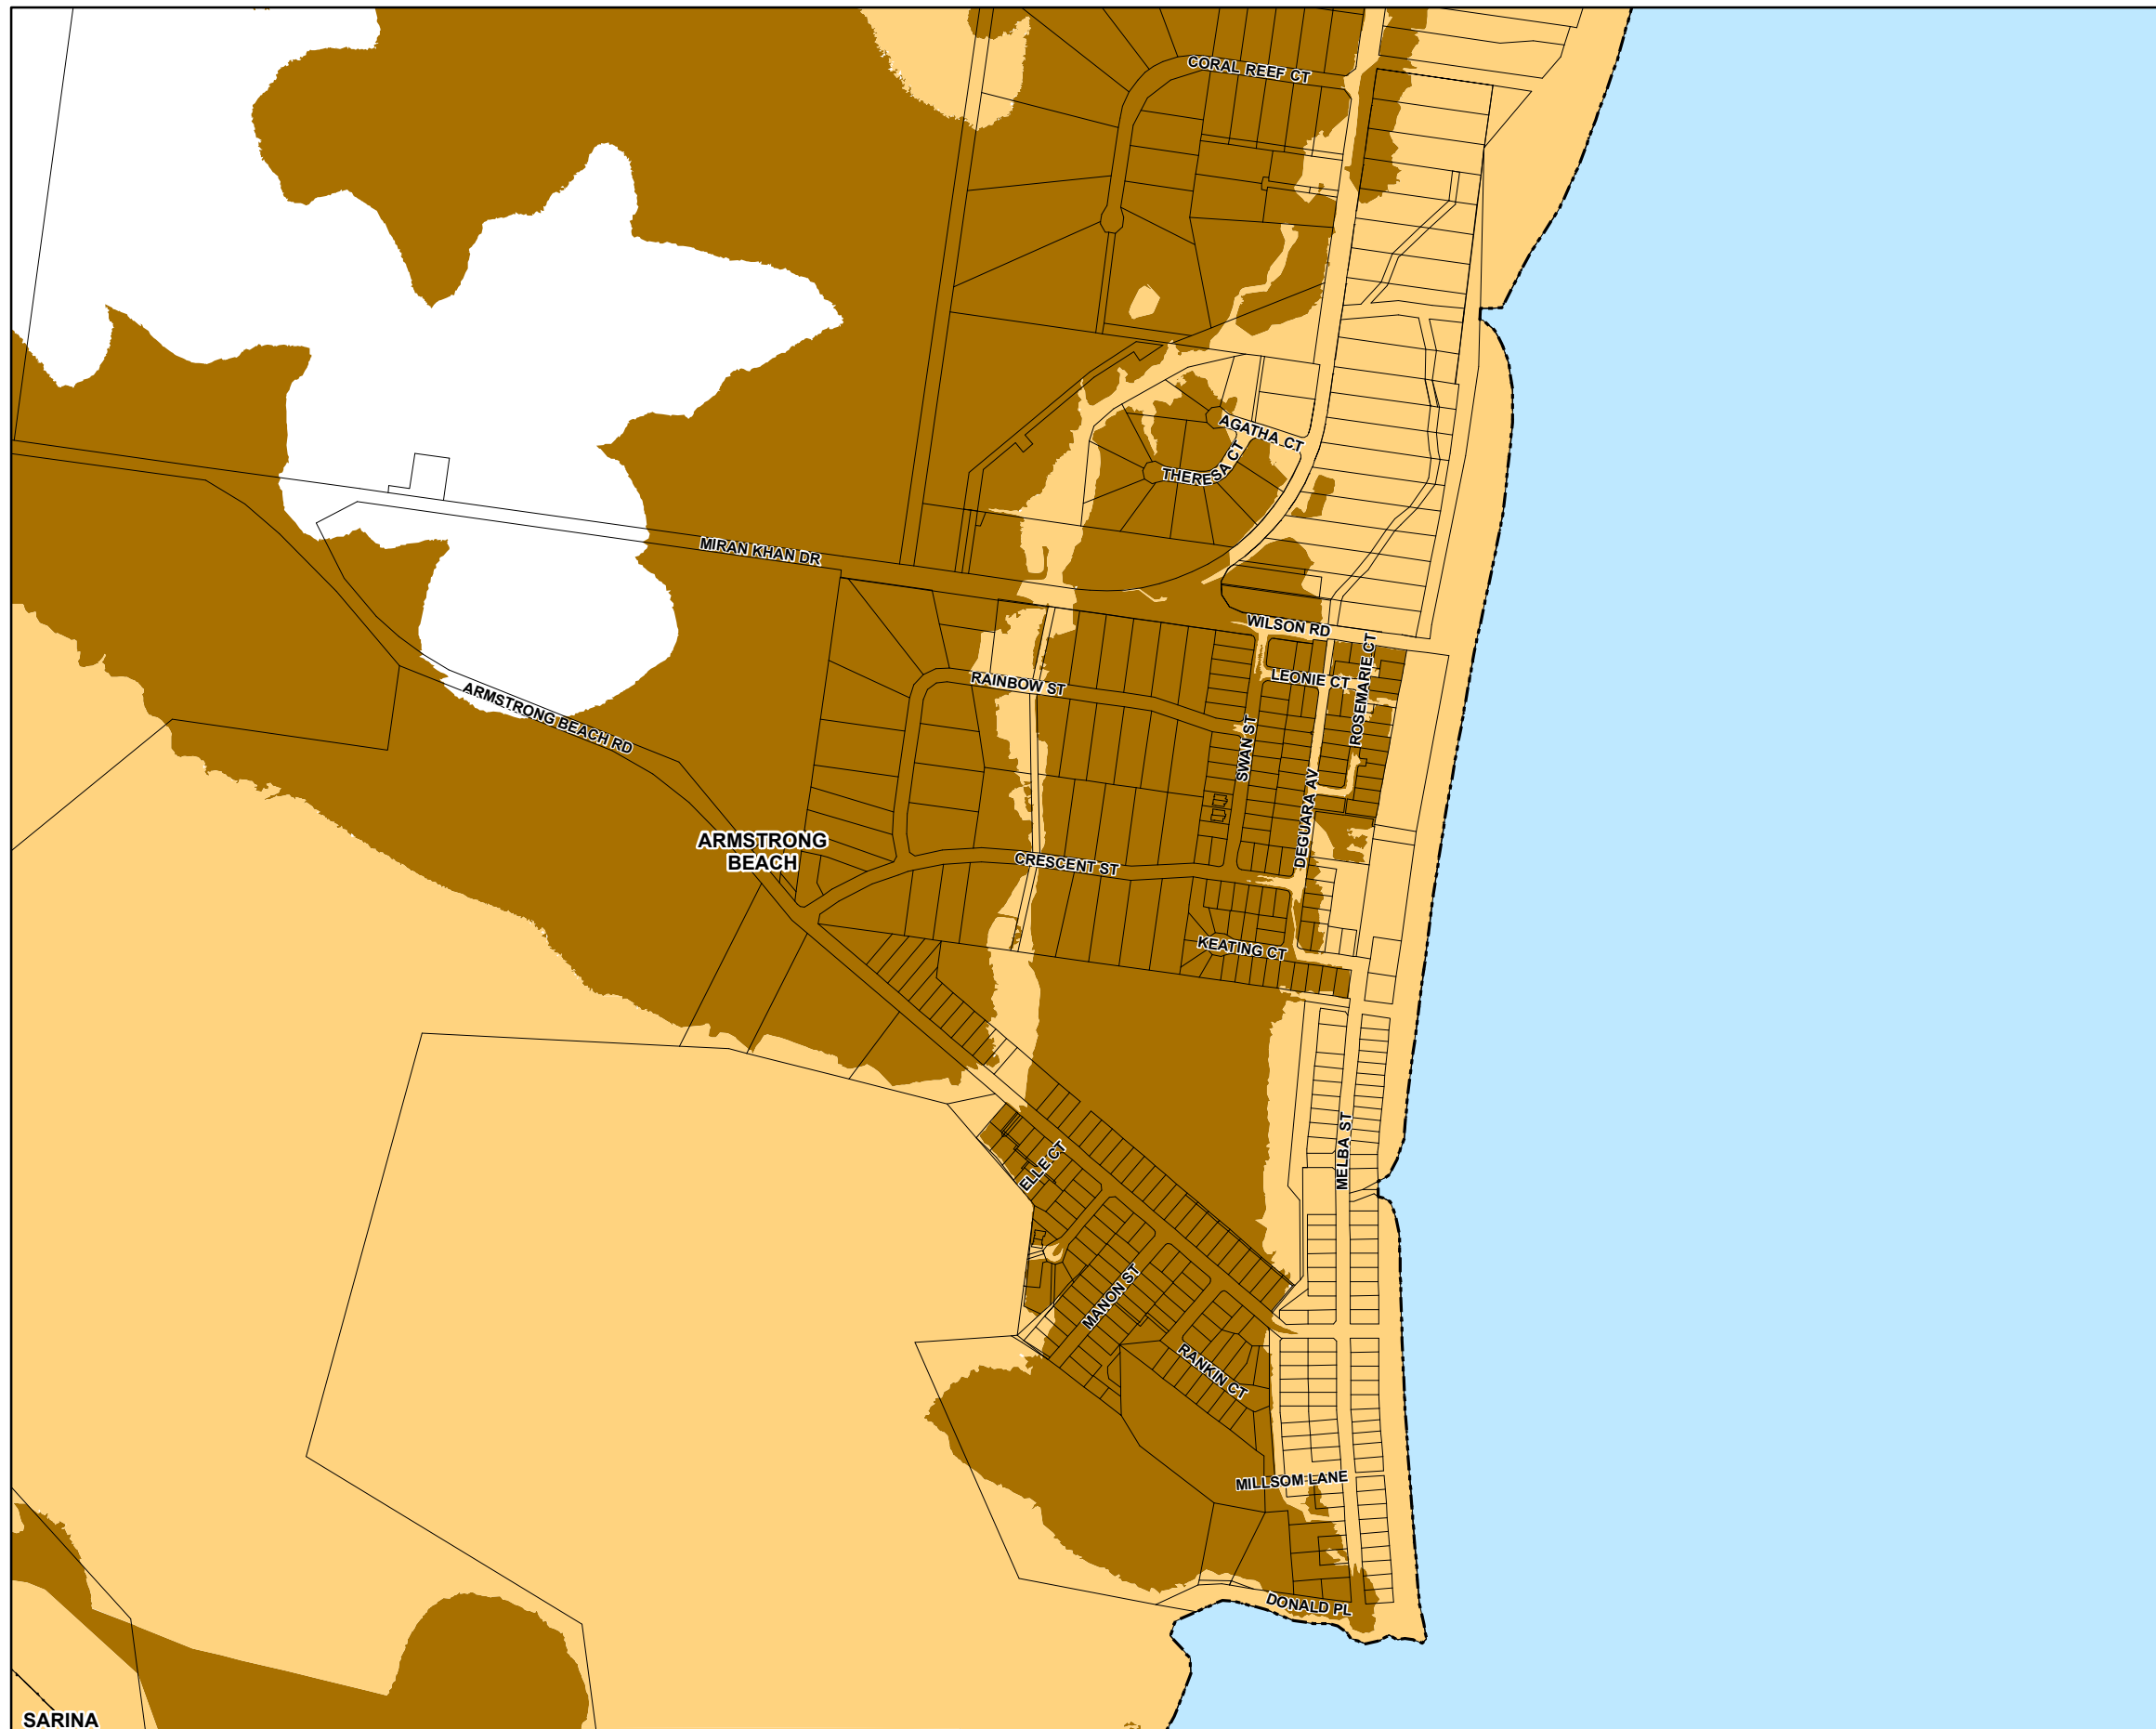 CORAL REEF CT
AGATHA CT
THERESA CT
MIRAN KHAN DR
WILSON RD
ROSEMARIE CT
LEONIE CT
RAINBOW ST
ARMSTRONG BEACH RD
SWAN ST
DEGUARA AV
ARMSTRONG
BEACH
CRESCENT ST
KEATING CT
MELBA ST
ELLE CT
MANON ST
RANKIN CT
MILLSOM LANE
DONALD PL
SARINA